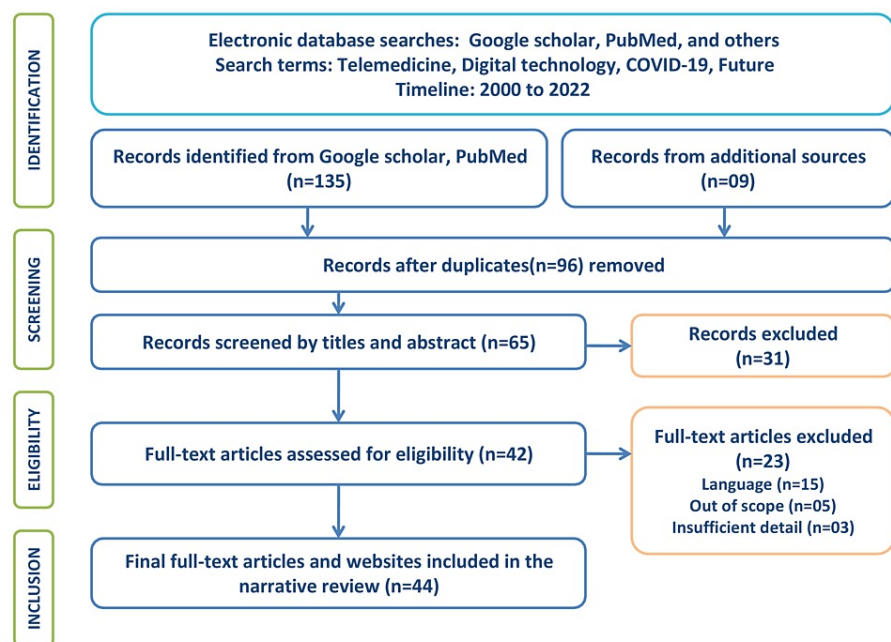 IDENTIFICATION
Electronic database searches: Google scholar, PubMed, and others
Search terms: Telemedicine, Digital technology, COVID-19, Future
Timeline: 2000 to 2022
Records identified from Google scholar, PubMed
(n=135)
Records from additional sources
(n=09)
SCREENING
Records after duplicates(n=96) removed
Records screened by titles and abstract (n=65)
Records excluded
(n=31)
ELIGIBILITY
Full-text articles assessed for eligibility (n=42)
Full-text articles excluded
(n=23)
Language (n=15)
Out of scope (n=05)
Insufficient detail (n=03)
INCLUSION
Final full-text articles and websites included in the
narrative review (n=44)